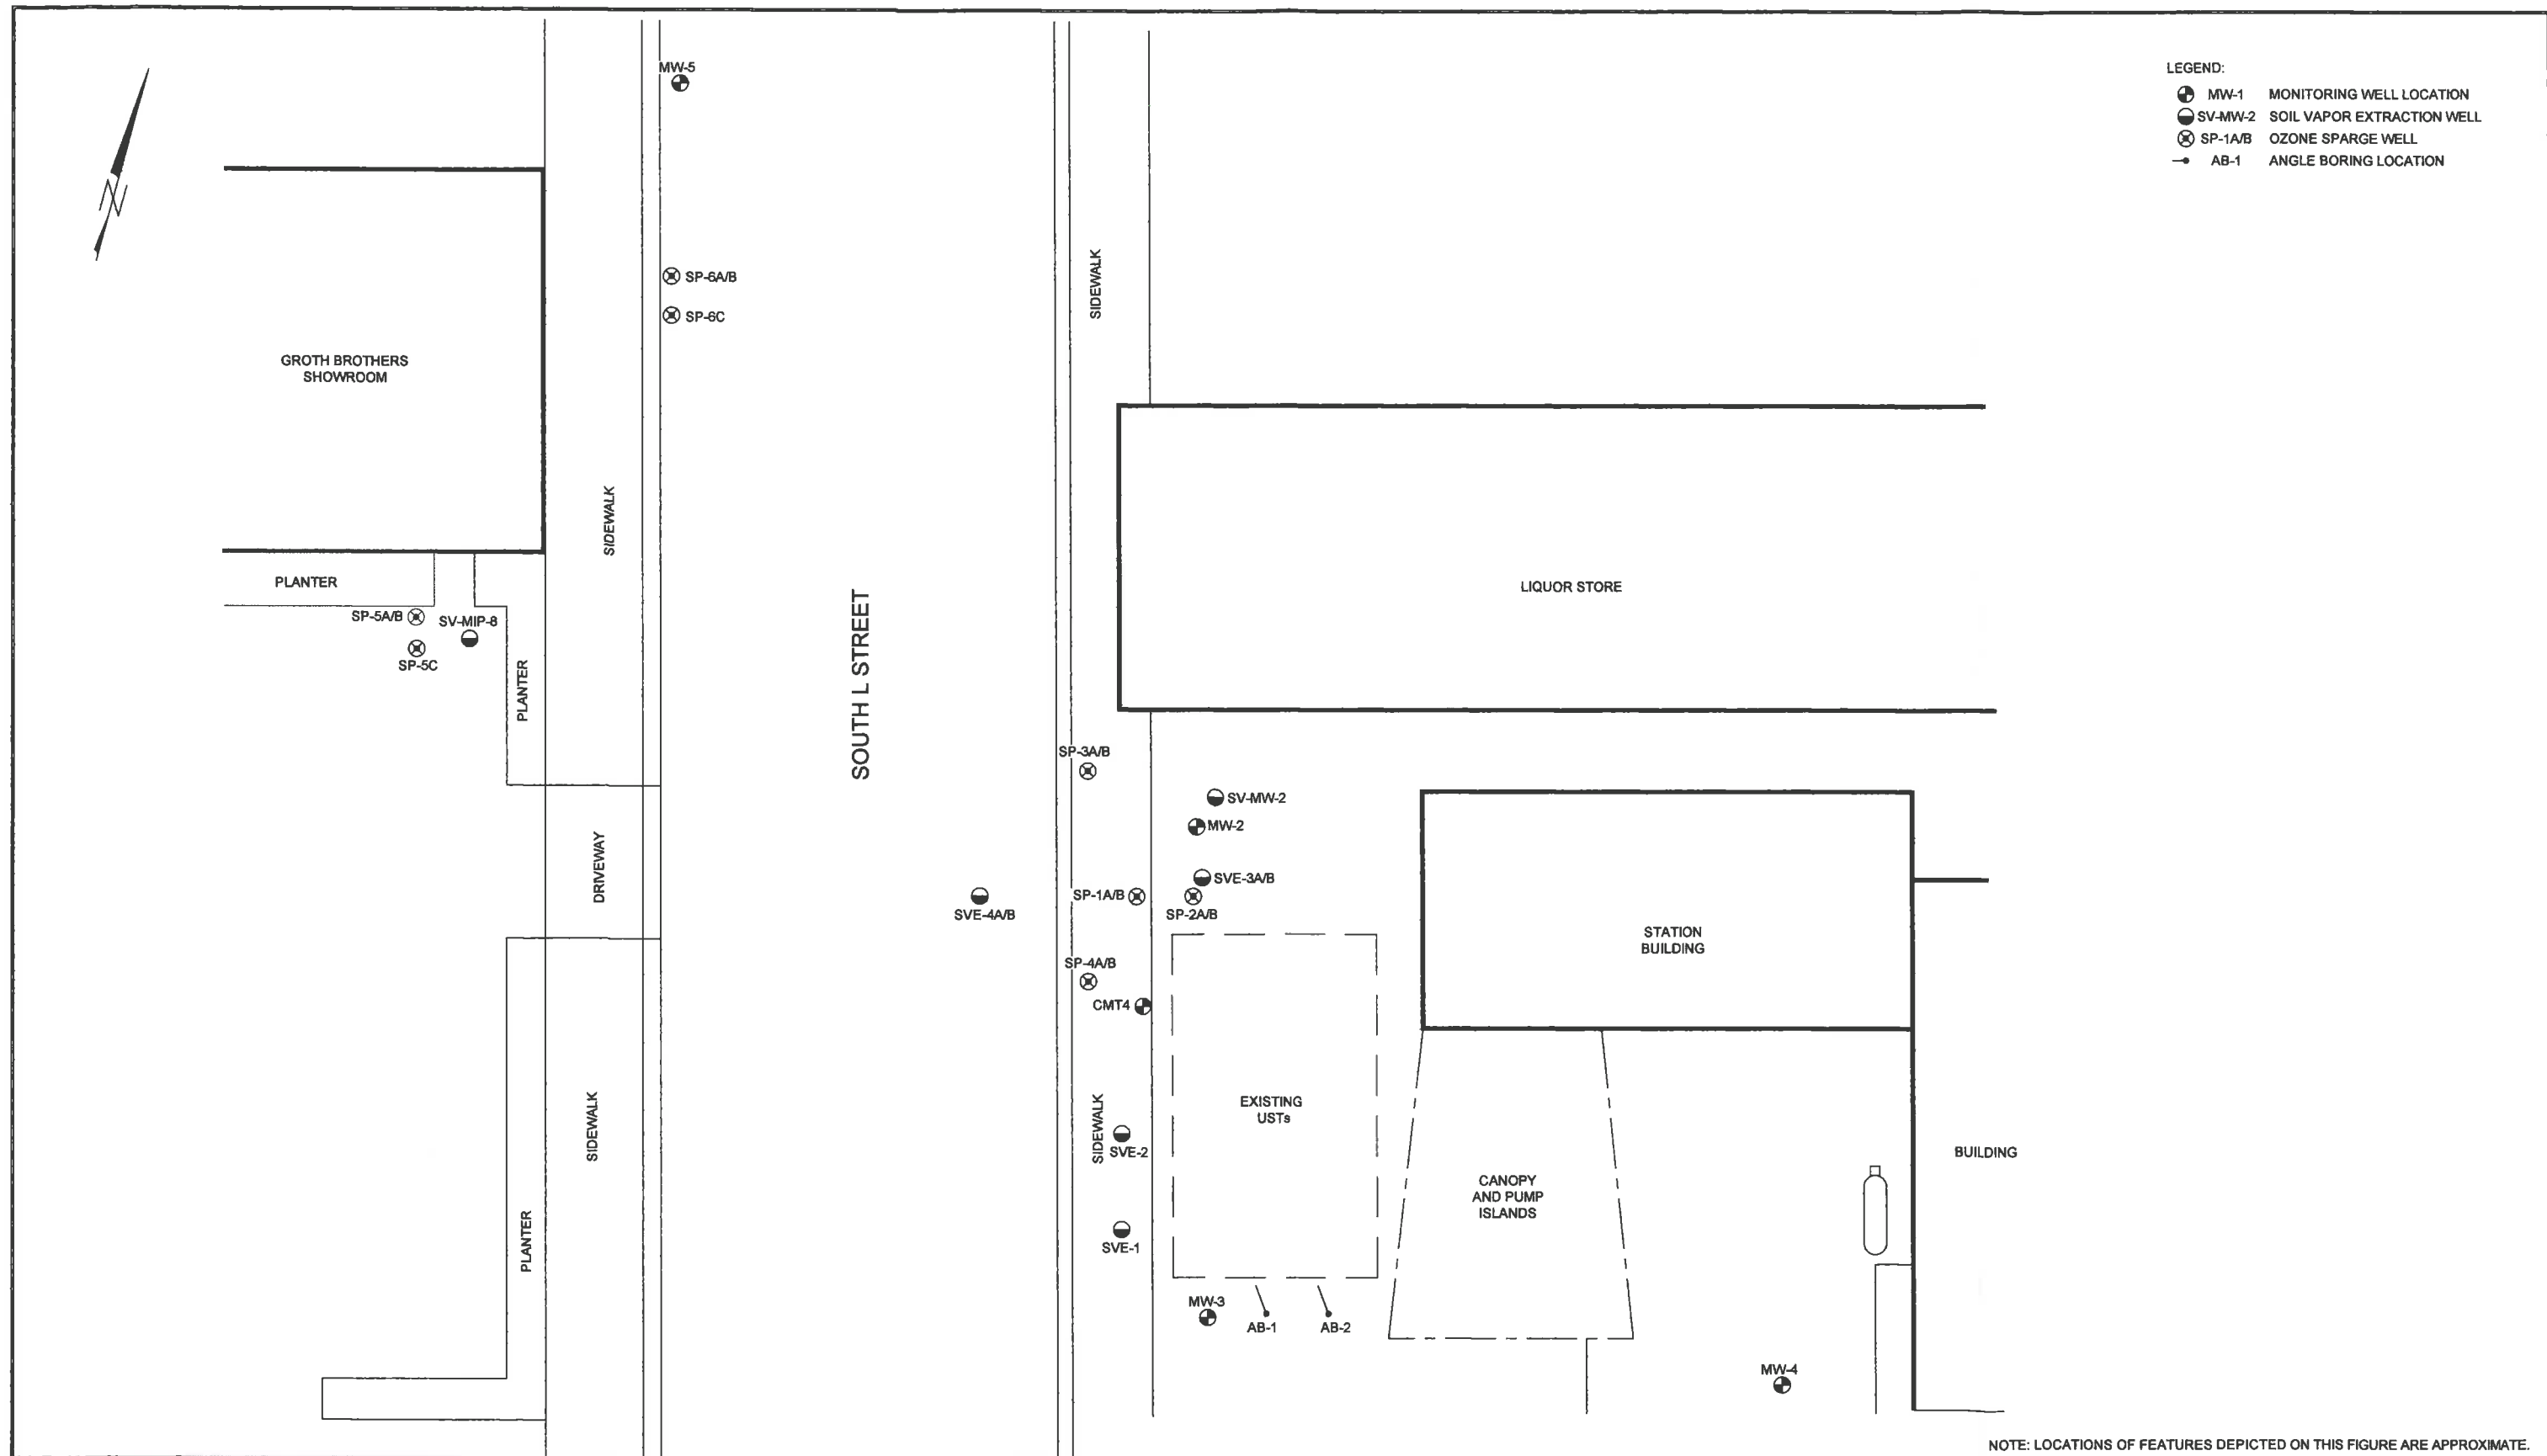 LEGEND:
MW-1 MONITORING WELL LOCATION
SV-MW-2 SOIL VAPOR EXTRACTION WELL
SP-1A/B OZONE SPARGE WELL
AB-1 ANGLE BORING LOCATION
MW-5
N
SP-6A/B
SP-6C
SIDEWALK
GROTH BROTHERS
SHOWROOM
SIDEWALK
PLANTER
SP-5A/B
SV-MIP-8
SP-5C
PLANTER
SOUTH L STREET
LIQUOR STORE
SP-3A/B
SV-MW-2
MW-2
DRIVEWAY
SVE-3A/B
SP-1A/B
SP-2A/B
SVE-4A/B
STATION
BUILDING
SP-4A/B
CMT4
EXISTING
USTs
SIDEWALK
SIDEWALK
SVE-2
BUILDING
CANOPY
AND PUMP
ISLANDS
PLANTER
SVE-1
MW-3
AB-1
AB-2
MW-4
NOTE: LOCATIONS OF FEATURES DEPICTED ON THIS FIGURE ARE APPROXIMATE.